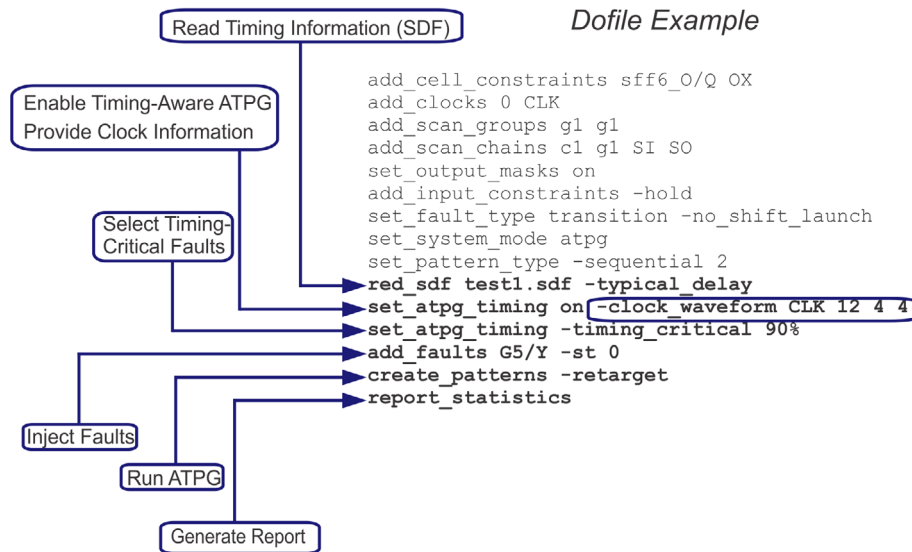 Read Timing Information (SDF)
Dofile Example
Enable Timing-Aware ATPG
Provide Clock Information
Select Timing-
Critical Faults
add_cell_constraints sff6_O/Q OX
add_clocks 0 CLK
add_scan_groups g1 g1
add_scan_chains c1 g1 SI SO
set_output_masks on
add_input_constraints -hold
set_fault_type transition -no_shift_launch
set_system_mode atpg
set_pattern_type -sequential 2
red_sdf test1.sdf -typical_delay
set_atpg_timing on -clock_waveform CLK 12 4 4
set_atpg_timing -timing_critical 90%
add_faults G5/Y -st 0
create_patterns -retarget
report_statistics
Inject Faults
Run ATPG
Generate Report